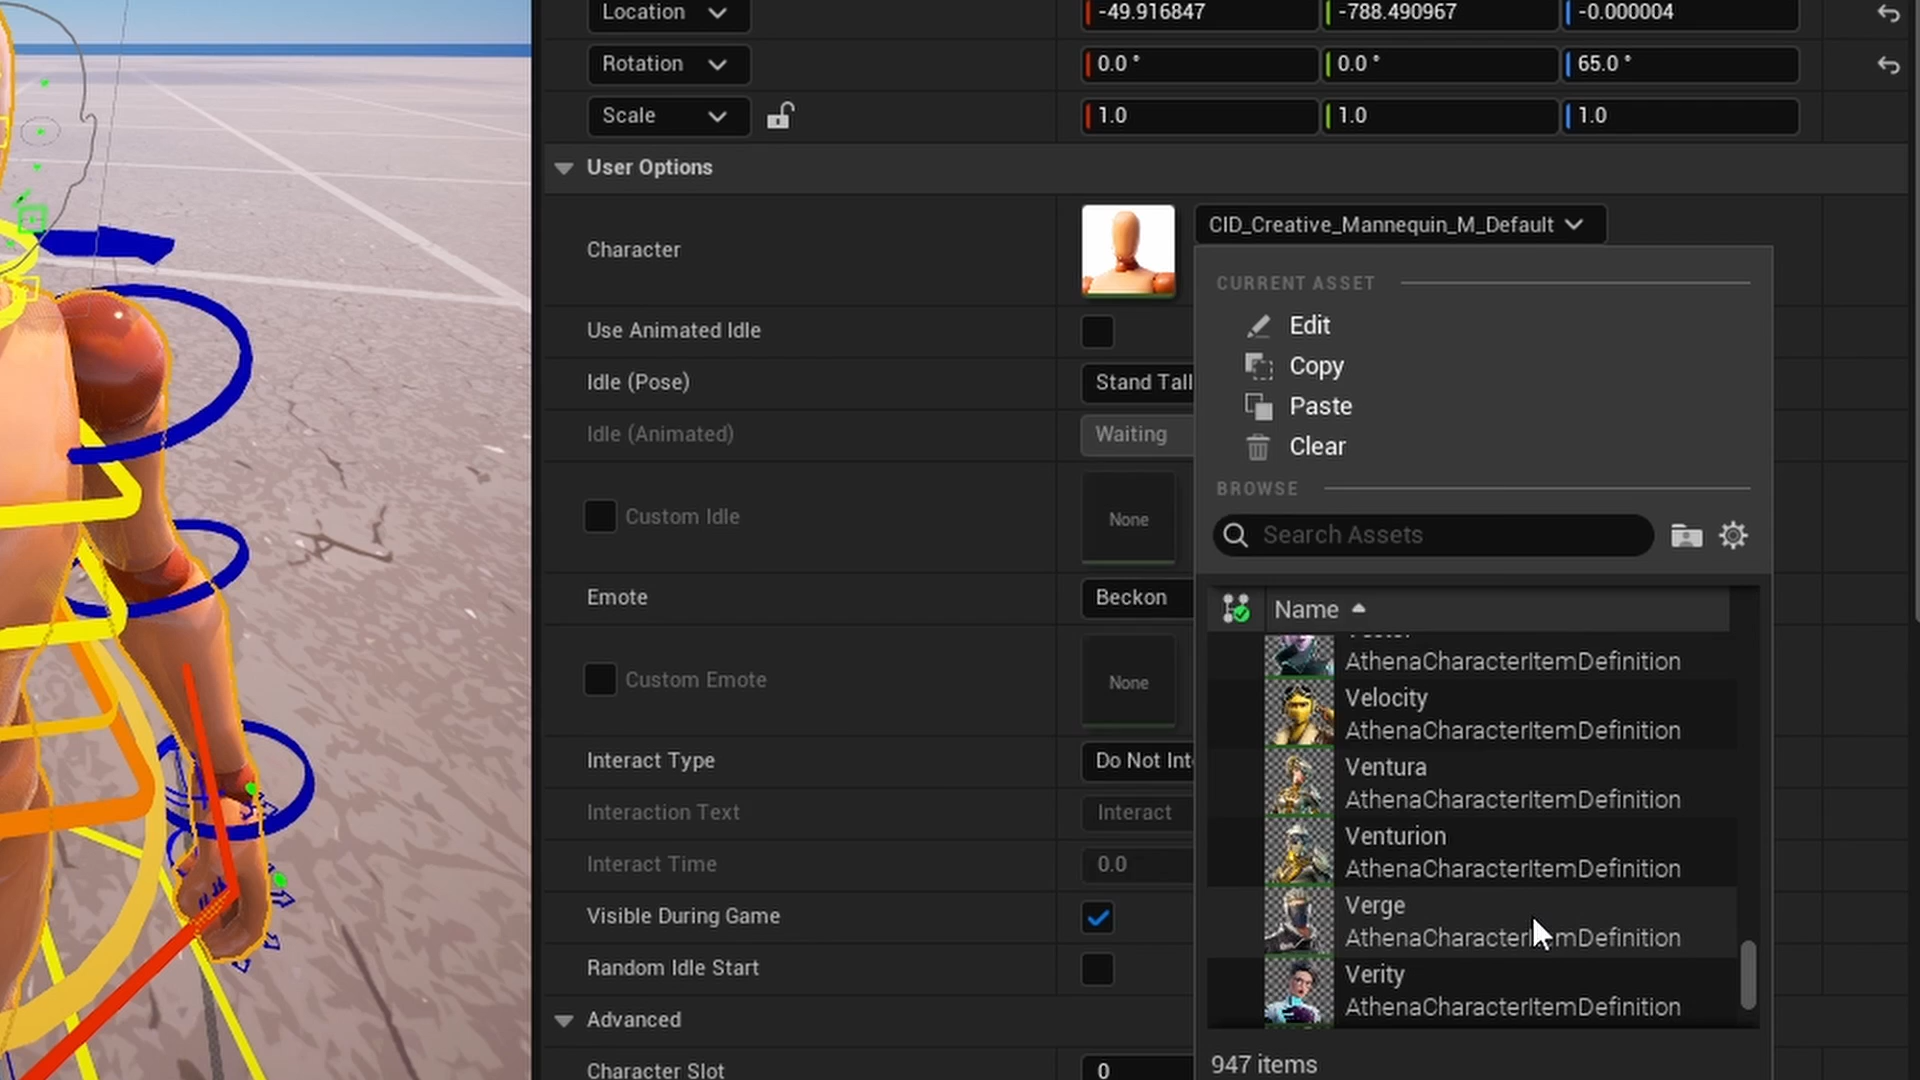 Location -49.916847 -788.490967 -0.000004
Rotation 0.0 ° 0.0 ° 65.0 °
Scale 1.0 1.0 1.0
User Options
Character CID_Creative_Mannequin_M_Default
CURRENT ASSET
Edit
Copy
Paste
Clear
BROWSE
Search Assets
Name
AthenaCharacterItemDefinition
Velocity
AthenaCharacterItemDefinition
Ventura
AthenaCharacterItemDefinition
Venturion
AthenaCharacterItemDefinition
Verge
AthenaCharacterItemDefinition
Verity
AthenaCharacterItemDefinition
947 items
Use Animated Idle
Idle (Pose) Stand Tall
Idle (Animated) Waiting
Custom Idle None
Emote Beckon
Custom Emote None
Interact Type Do Not
Interaction Text Interact
Interact Time 0.0
Visible During Game
Random Idle Start
Advanced
Character Slot 0